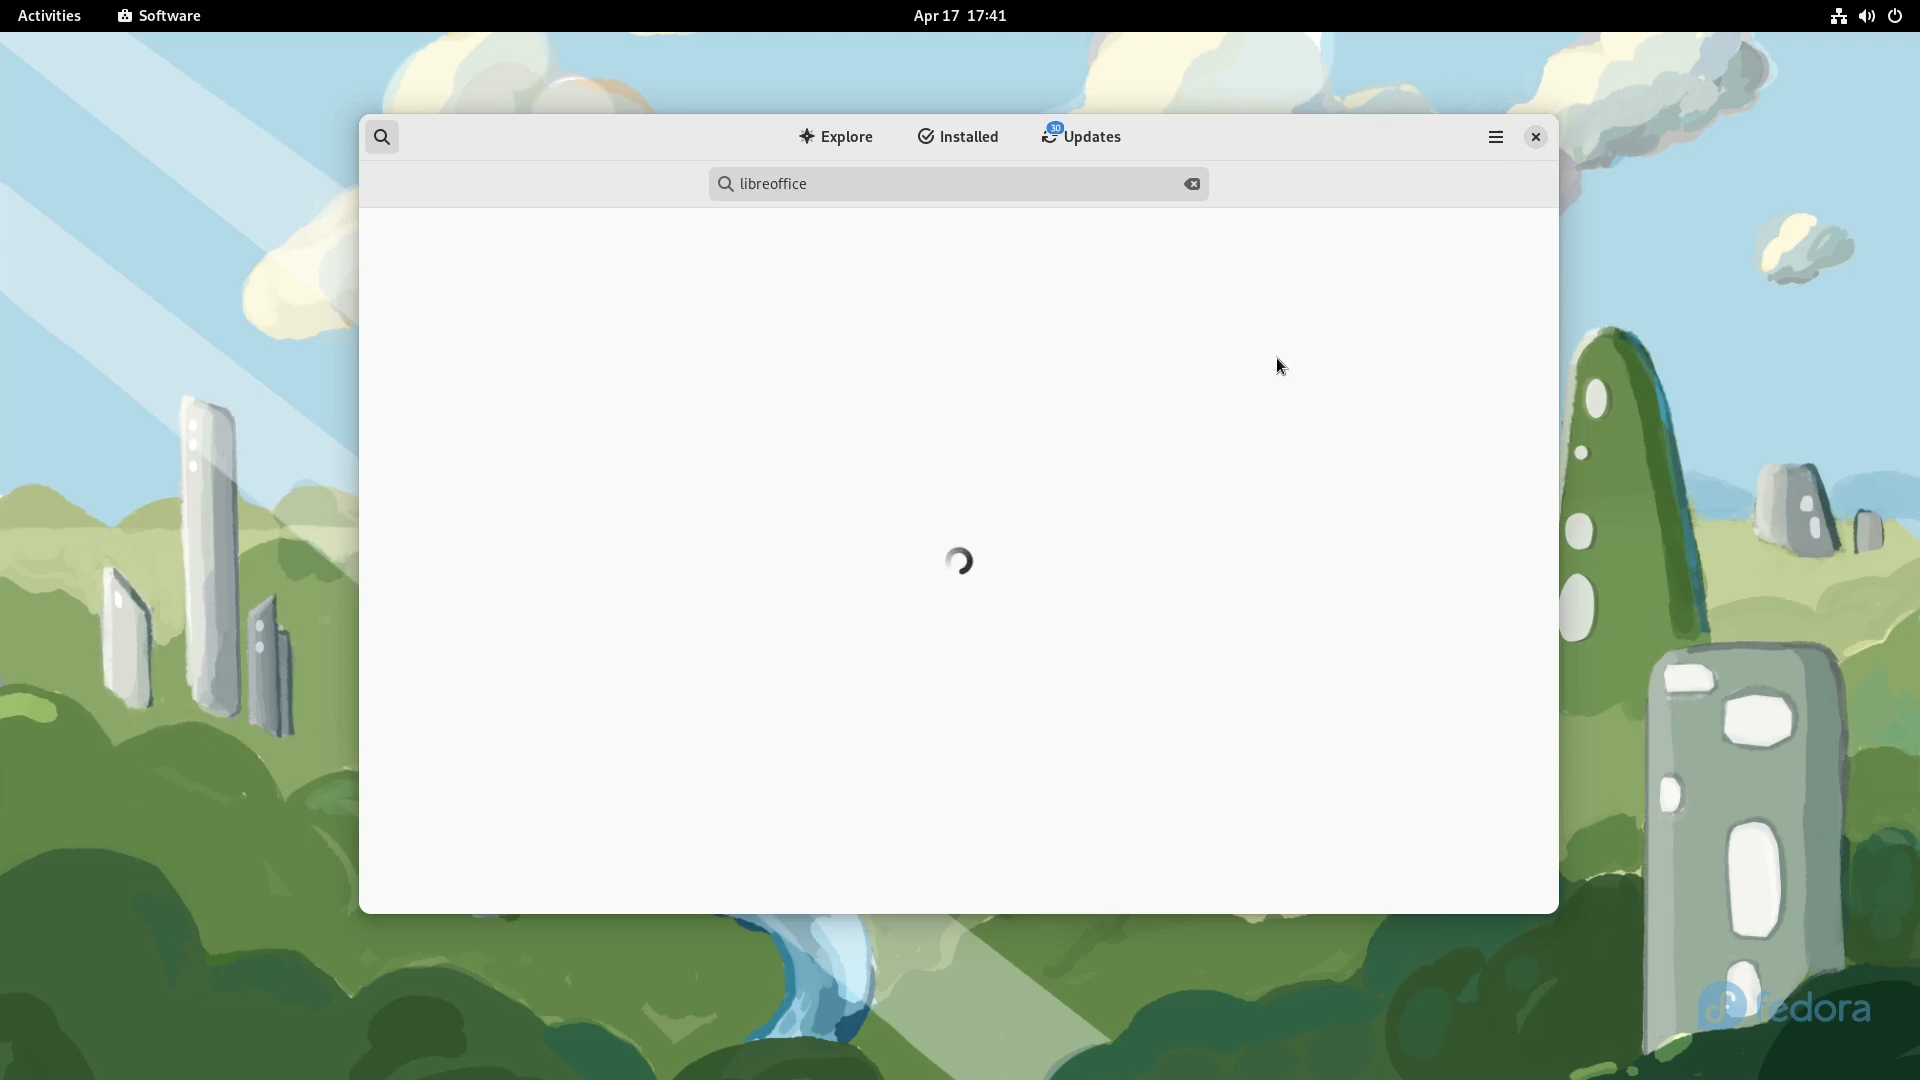 Activities Software Apr 17 17:41
Explore Installed 30 Updates
libreoffice
fedora